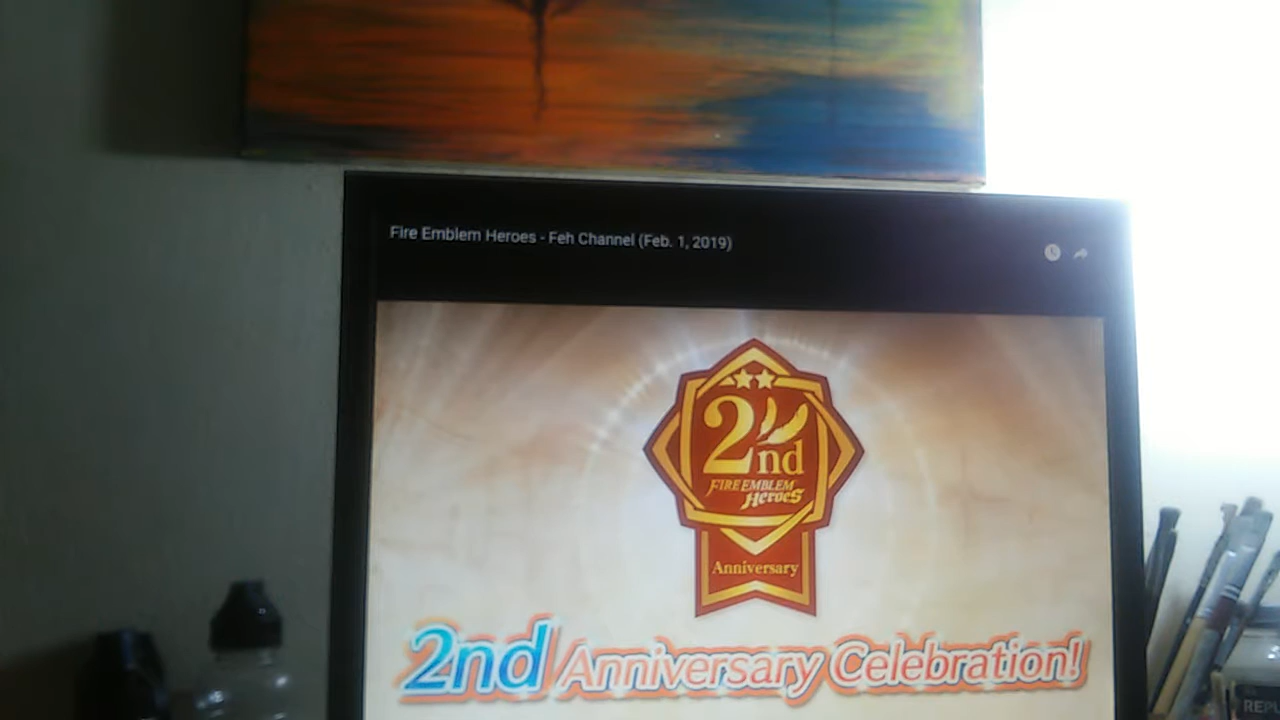 Fire Emblem Heroes - Feh Channel (Feb. 1, 2019)
2nd
FIRE EMBLEM
Heroes
Anniversary
2nd Anniversary Celebration!